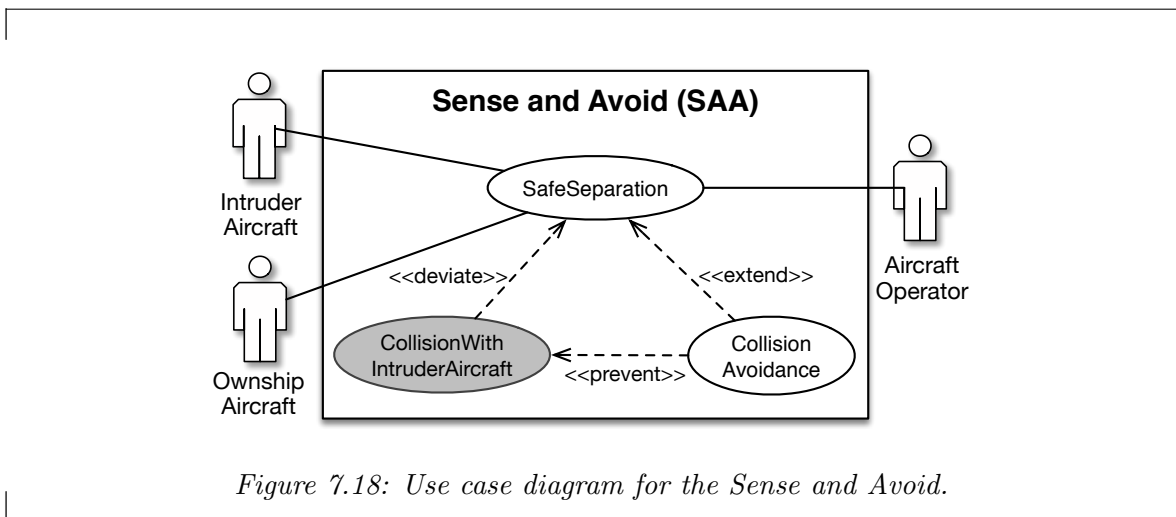 Sense and Avoid (SAA)
SafeSeparation
Intruder
Aircraft
<<deviate>>
<<extend>>
Aircraft
Operator
CollisionWith
IntruderAircraft
<<prevent>>
Collision
Avoidance
Ownship
Aircraft
Figure 7.18: Use case diagram for the Sense and Avoid.